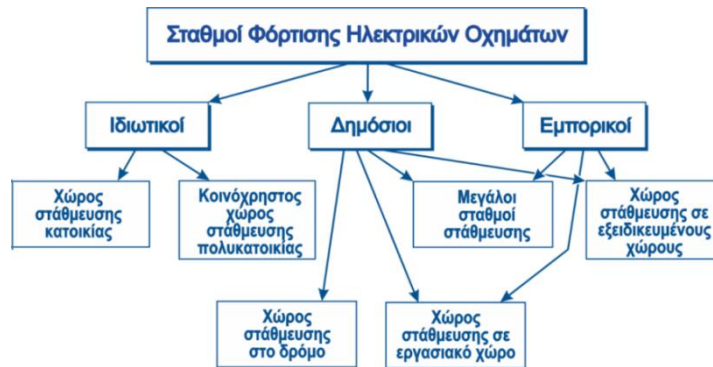 Σταθμοί Φόρτισης Ηλεκτρικών Οχημάτων
Ιδιωτικοί
Δημόσιοι
Εμπορικοί
Χώρος
στάθμευσης
κατοικίας
Κοινόχρηστος
χώρος
στάθμευσης
πολυκατοικίας
Μεγάλοι
σταθμοί
στάθμευσης
Χώρος
στάθμευσης σε
εξειδικευμένους
χώρους
Χώρος
στάθμευσης
στο δρόμο
Χώρος
στάθμευσης σε
εργασιακό χώρο